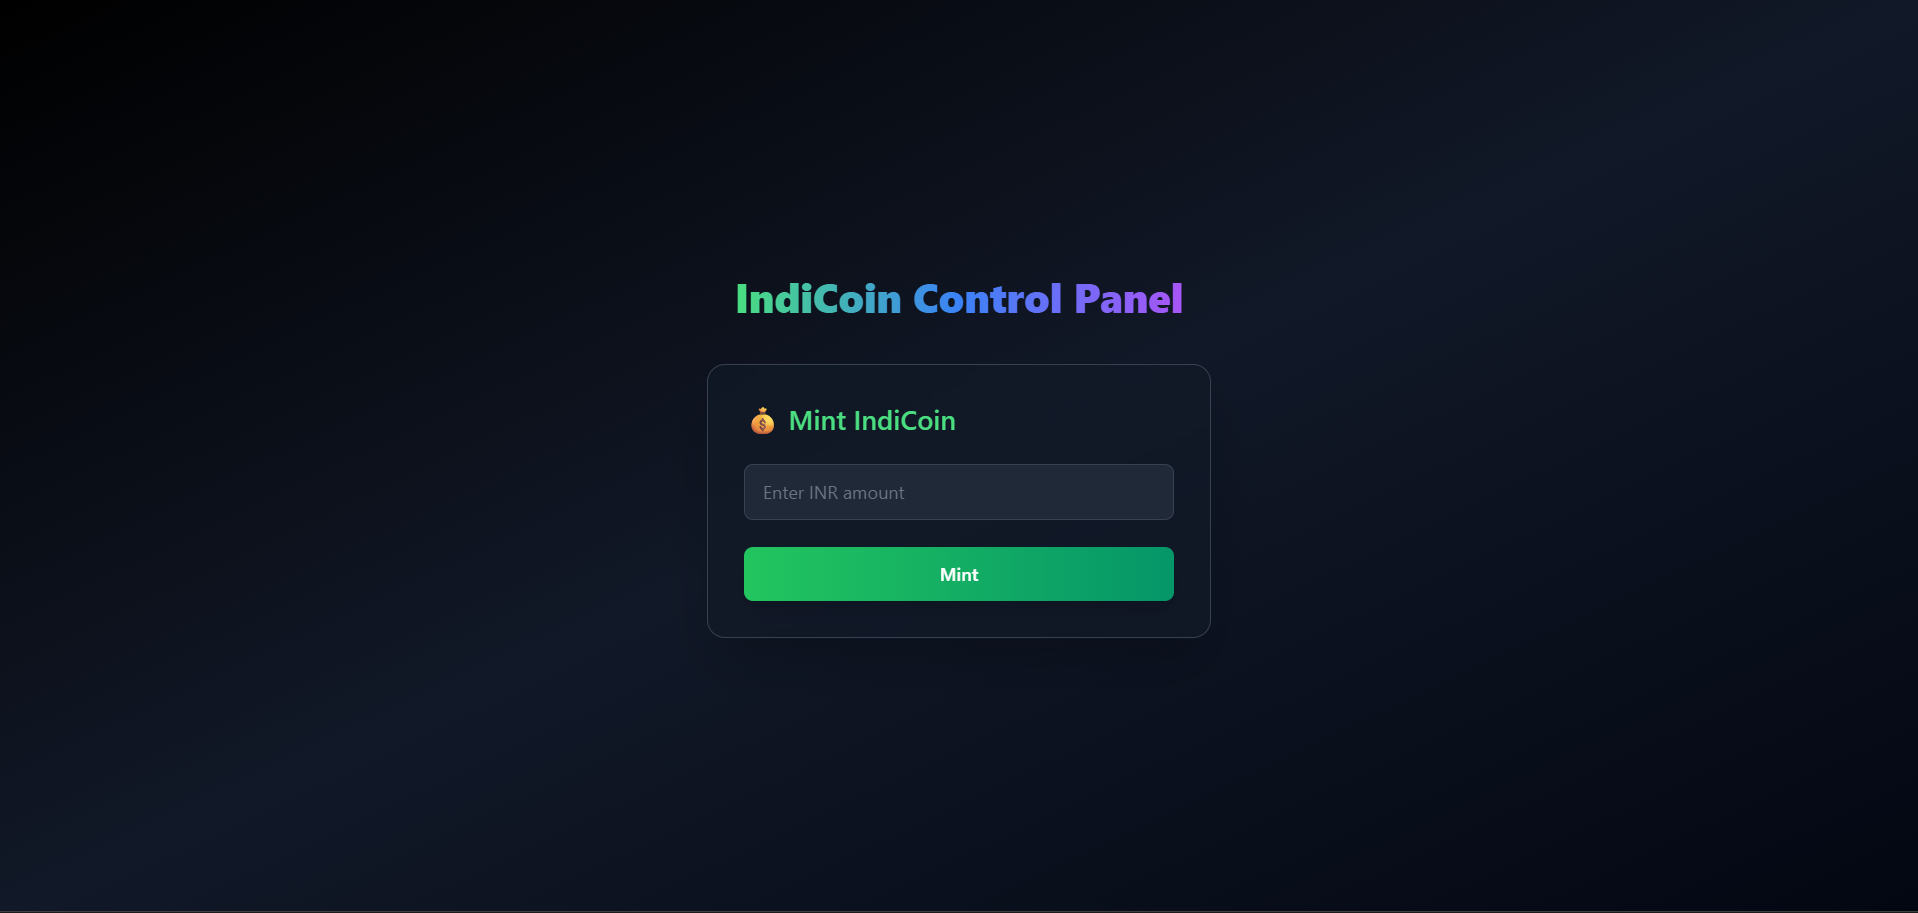 IndiCoin Control Panel
Mint IndiCoin
Enter INR amount
Mint